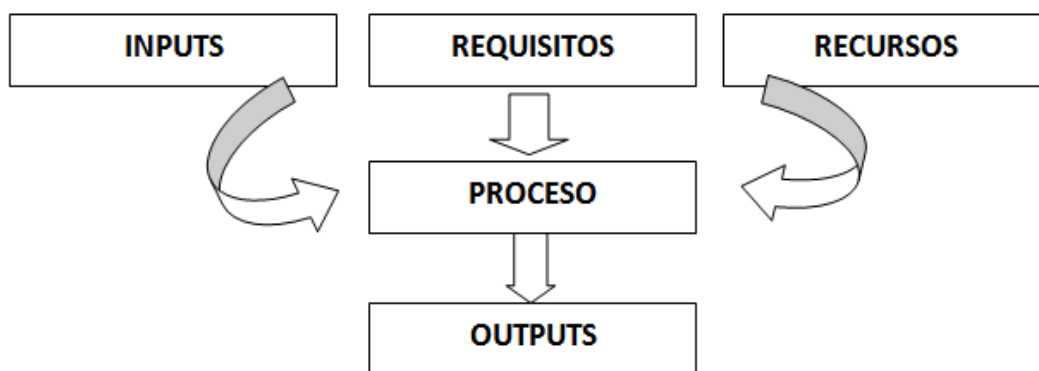 INPUTS
REQUISITOS
RECURSOS
PROCESO
OUTPUTS